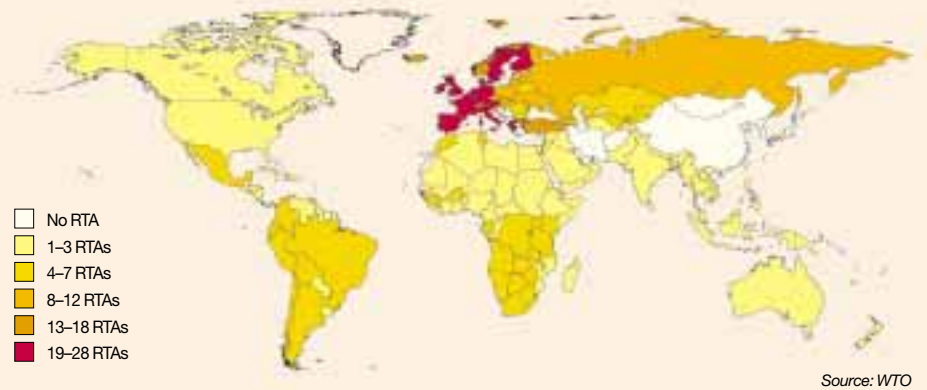 No RTA
1–3 RTAs
4–7 RTAs
8–12 RTAs
13–18 RTAs
19–28 RTAs
Source: WTO